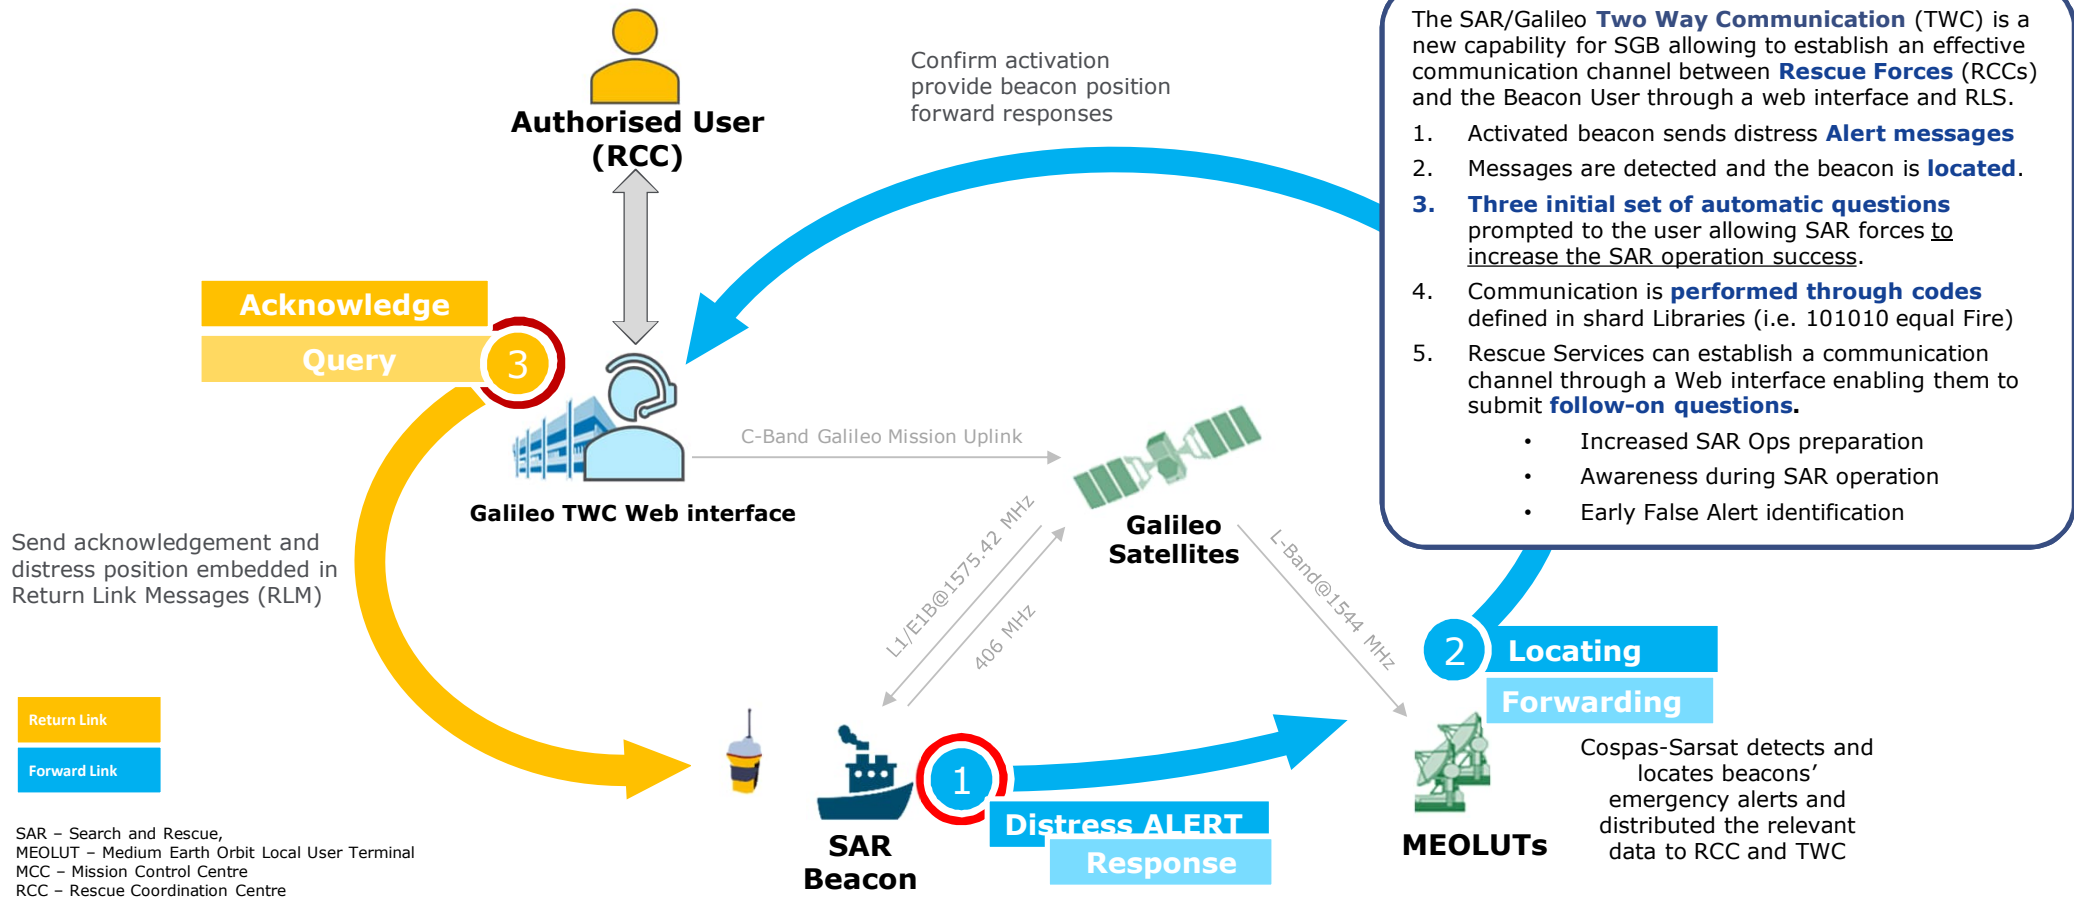 Confirm activation
provide beacon position
forward responses
Authorised User
(RCC)
The SAR/Galileo Two Way Communication (TWC) is a
new capability for SGB allowing to establish an effective
communication channel between Rescue Forces (RCCs)
and the Beacon User through a web interface and RLS.
1. Activated beacon sends distress Alert messages
2. Messages are detected and the beacon is located.
3. Three initial set of automatic questions
prompted to the user allowing SAR forces to
increase the SAR operation success.
4. Communication is performed through codes
defined in shard Libraries (i.e. 101010 equal Fire)
5. Rescue Services can establish a communication
channel through a Web interface enabling them to
submit follow-on questions.
• Increased SAR Ops preparation
• Awareness during SAR operation
• Early False Alert identification
Acknowledge
Query
3
C-Band Galileo Mission Uplink
Galileo TWC Web interface
Galileo
Satellites
L1/E1B@1575.42 MHz
406 MHz
L-Band@1544 MHz
Send acknowledgement and
distress position embedded in
Return Link Messages (RLM)
2
Locating
Forwarding
Return Link
Forward Link
1
Distress ALERT
Response
SAR
Beacon
MEOLUTs
Cospas-Sarsat detects and
locates beacons’
emergency alerts and
distributed the relevant
data to RCC and TWC
SAR – Search and Rescue,
MEOLUT – Medium Earth Orbit Local User Terminal
MCC – Mission Control Centre
RCC – Rescue Coordination Centre